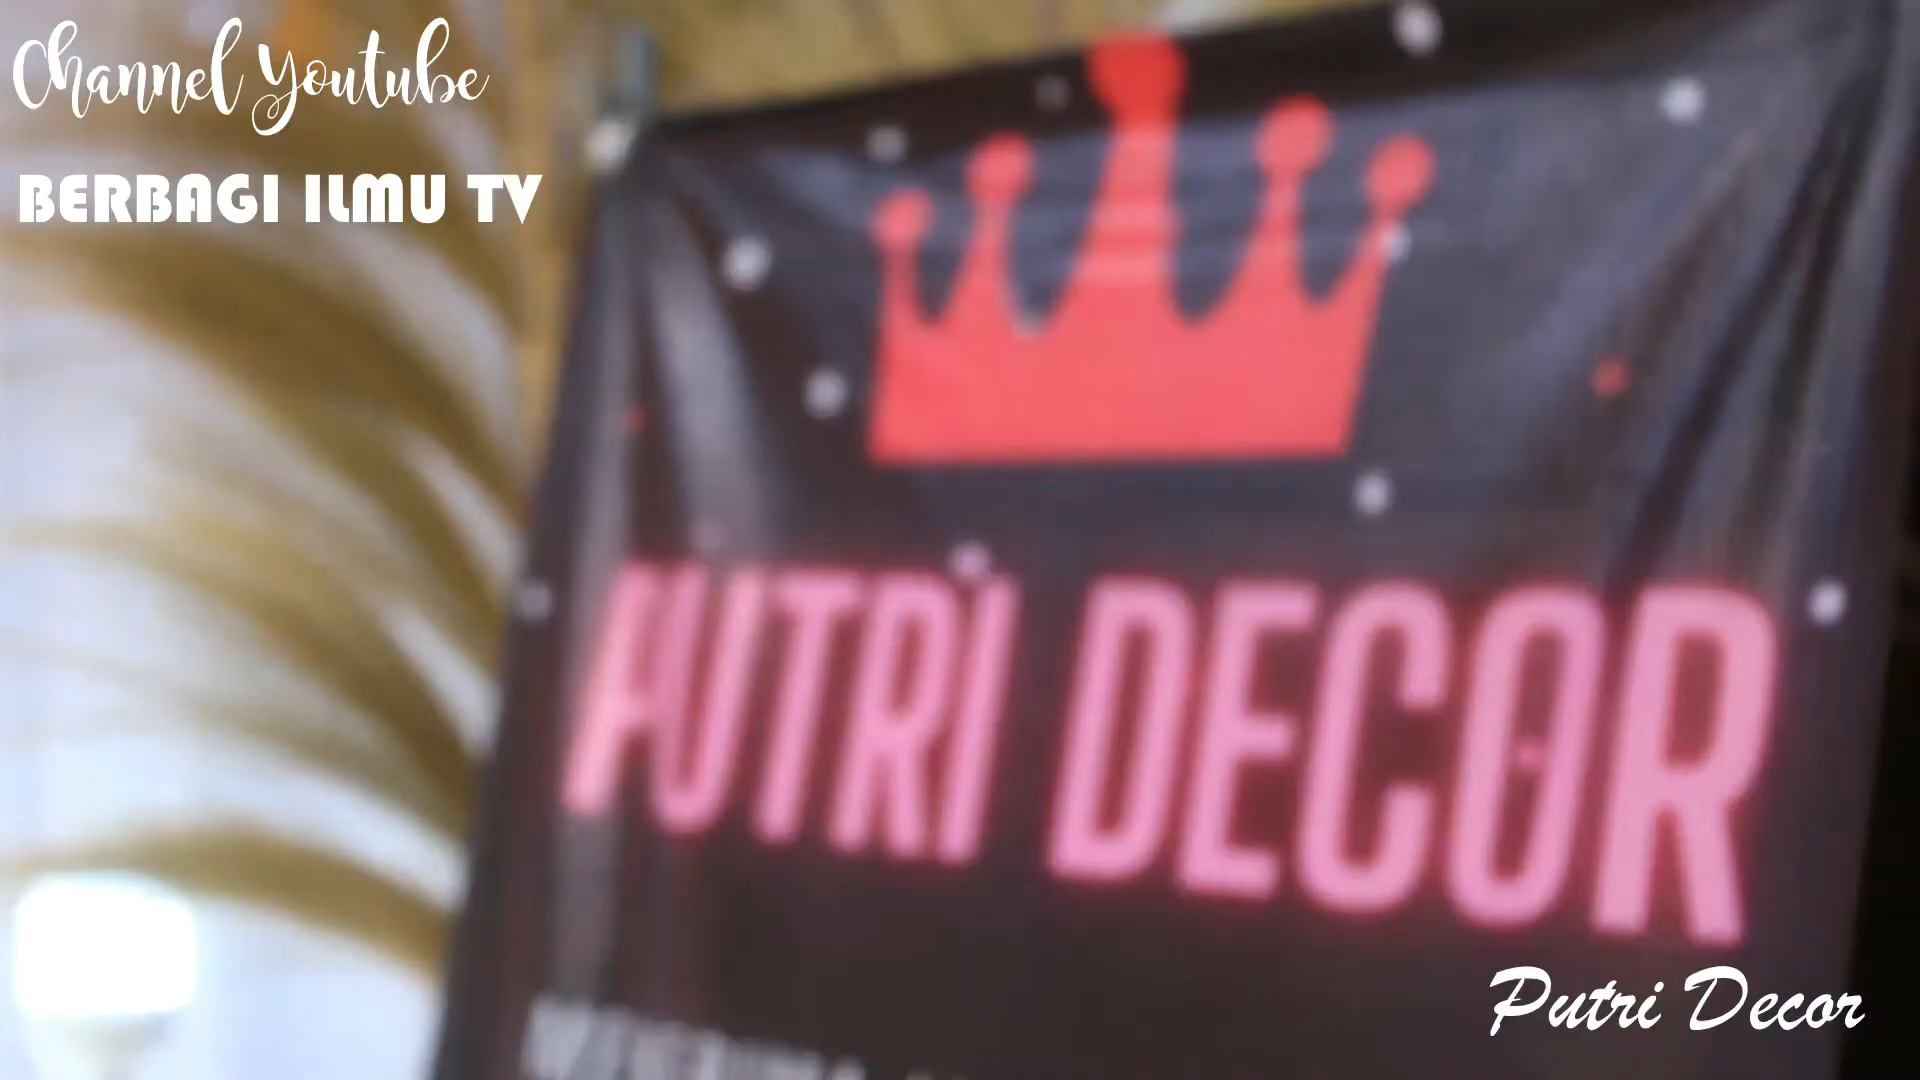 Channel Youtube
BERBAGI ILMU TV
PUTRI DECOR
Putri Decor